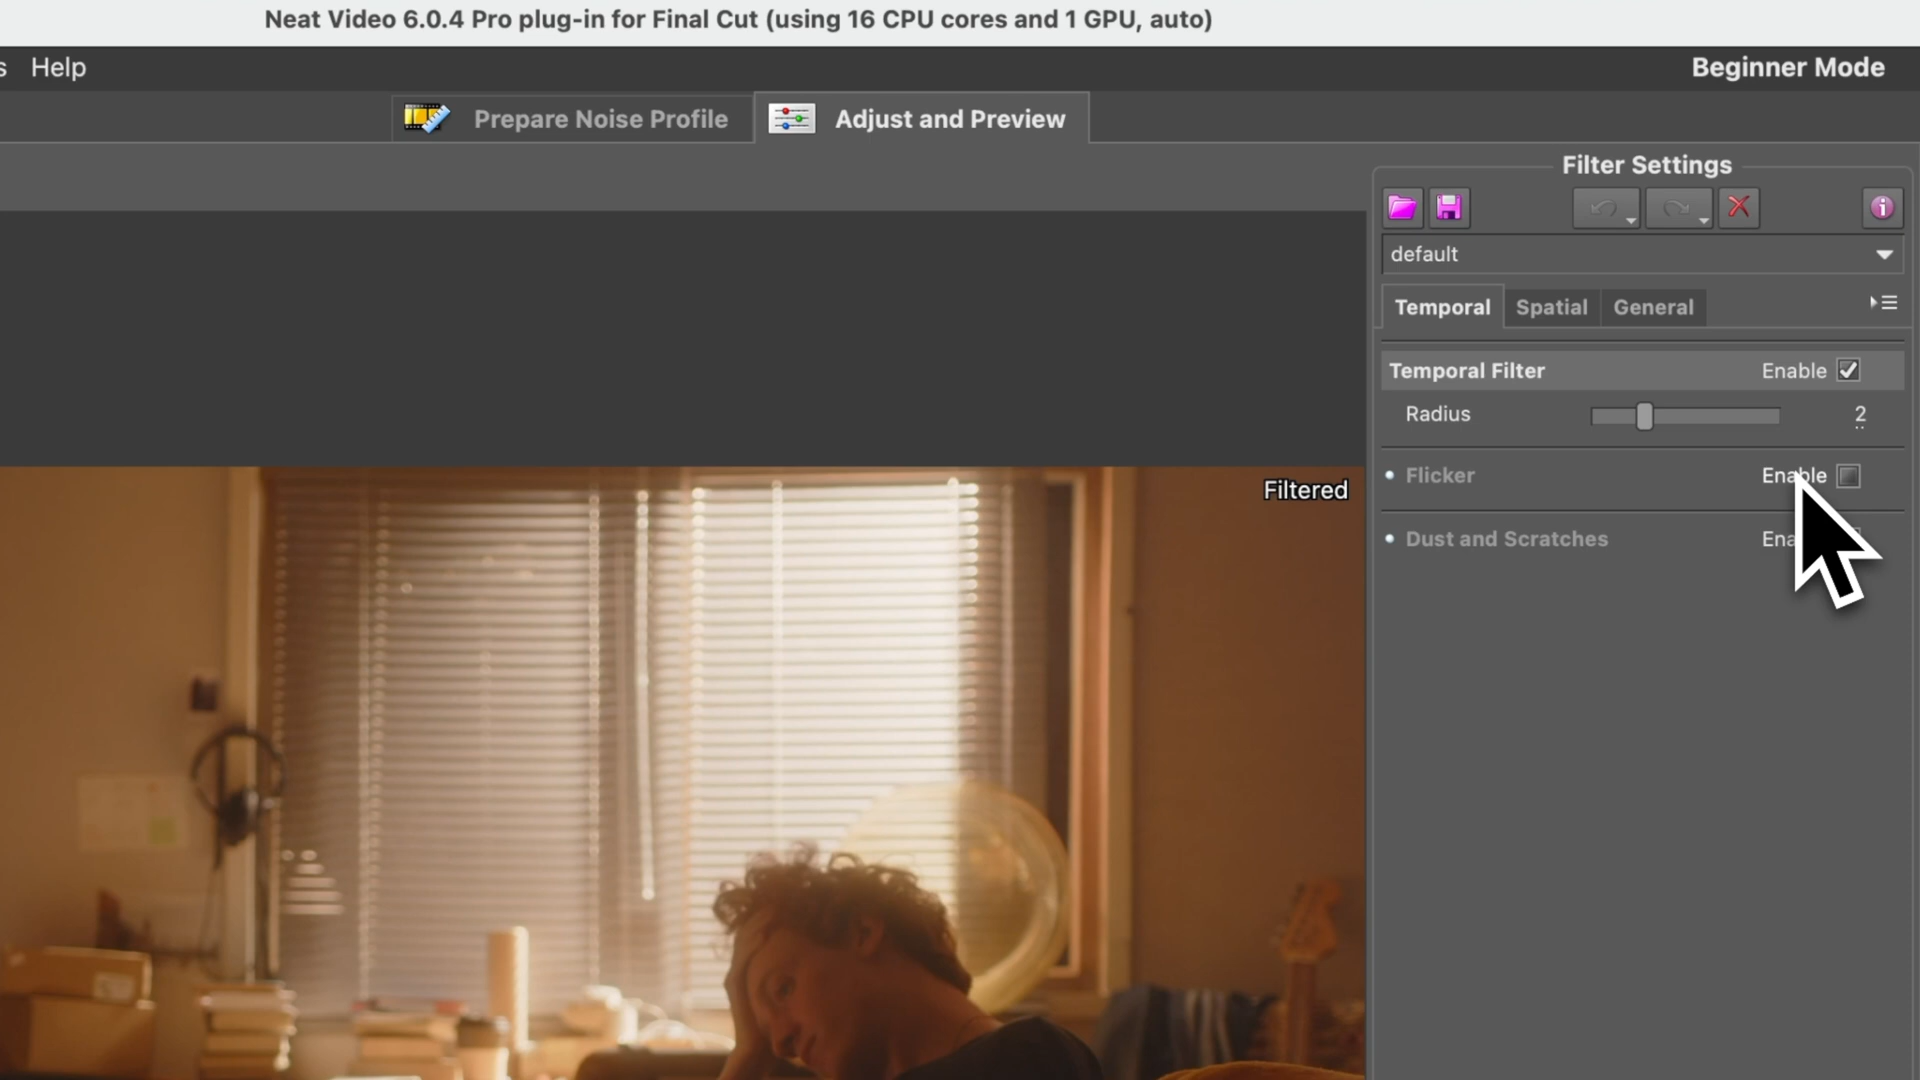 Neat Video 6.0.4 Pro plug-in for Final Cut (using 16 CPU cores and 1 GPU, auto)
s Help Beginner Mode
Prepare Noise Profile Adjust and Preview
Filter Settings
default
Temporal Spatial General
Temporal Filter Enable
Radius 2
Flicker Enable
Filtered
Dust and Scratches Ena